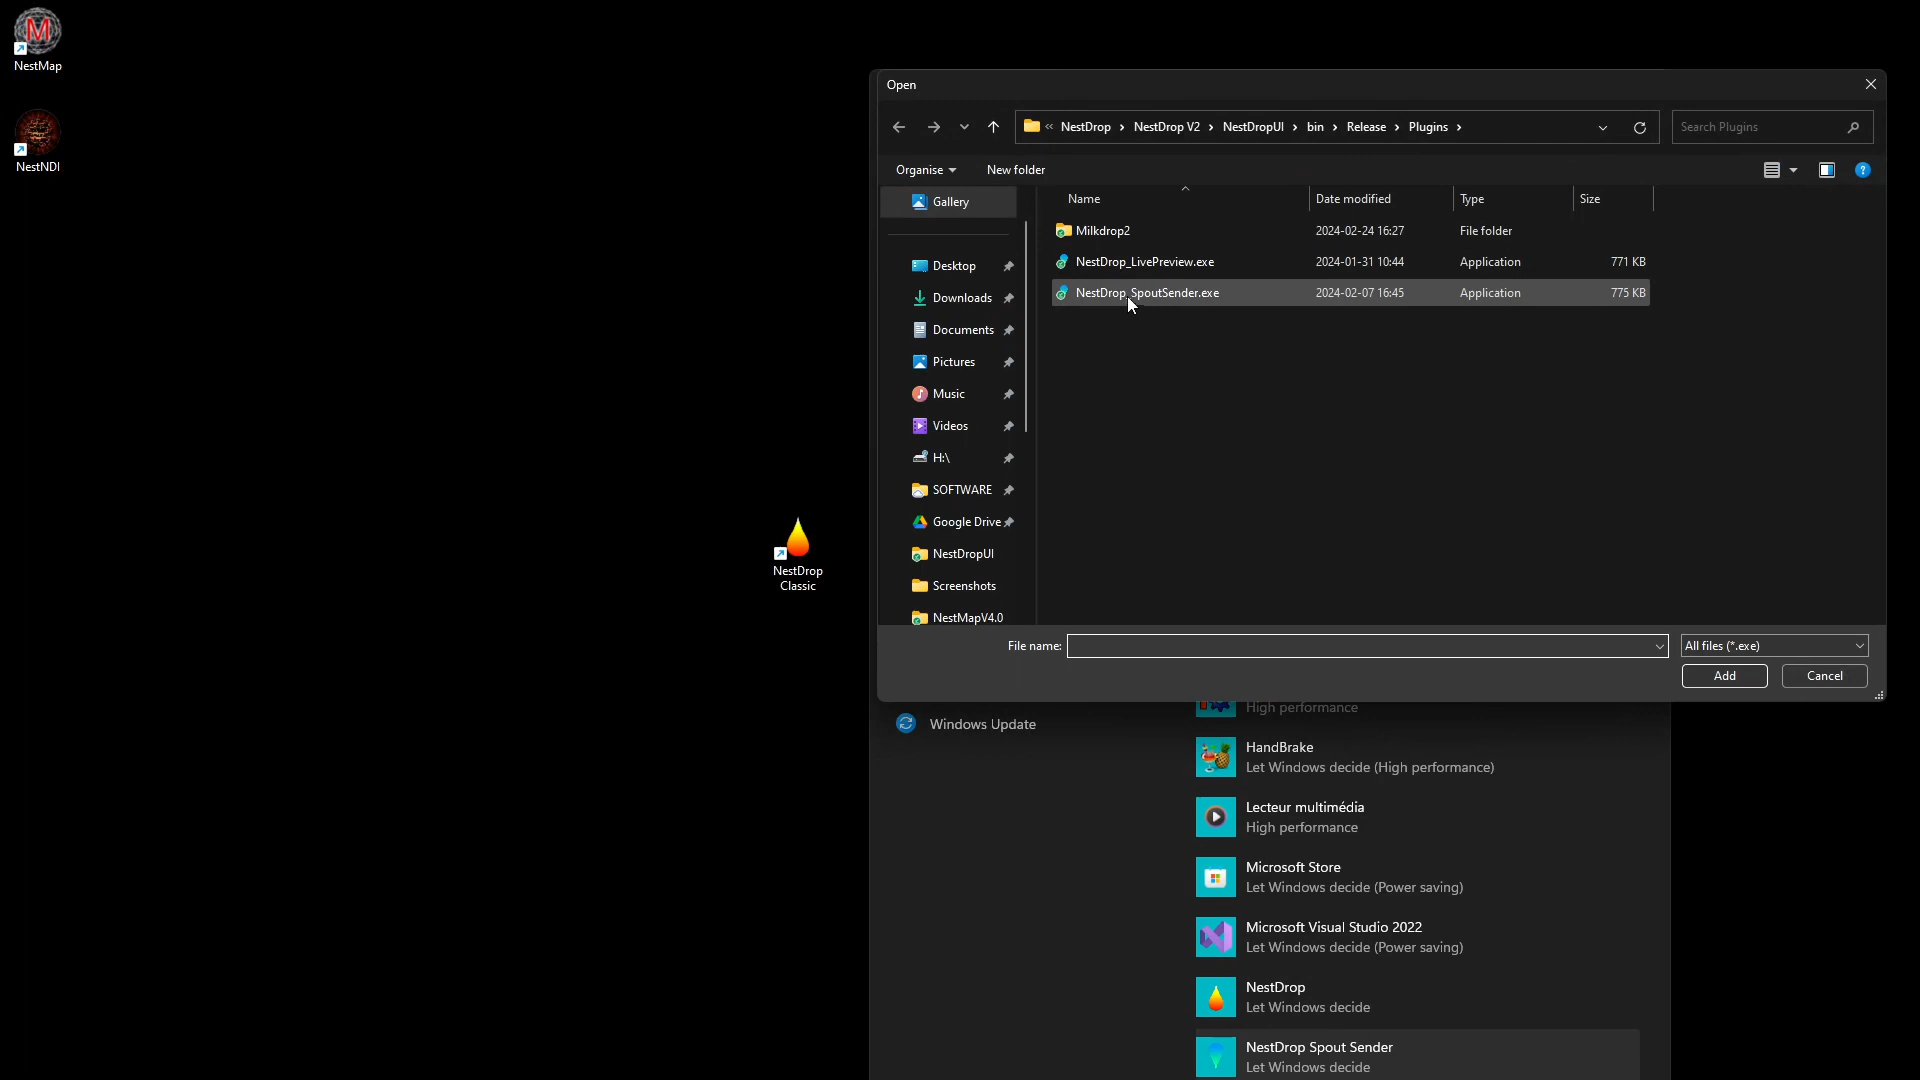 NestMap
NestNDI
NestDrop
Classic
Open
« NestDrop › NestDrop V2 › NestDropUI › bin › Release › Plugins ›
Search Plugins
Organise
New folder
Gallery
Desktop
Downloads
Documents
Pictures
Music
Videos
H:\
SOFTWARE
Google Drive
NestDropUI
Screenshots
NestMapV4.0
Name Date modified Type Size
Milkdrop2 2024-02-24 16:27 File folder
NestDrop_LivePreview.exe 2024-01-31 10:44 Application 771 KB
NestDrop_SpoutSender.exe 2024-02-07 16:45 Application 775 KB
File name:
All files (*.exe)
Add
Cancel
Windows Update
High performance
HandBrake
Let Windows decide (High performance)
Lecteur multimédia
High performance
Microsoft Store
Let Windows decide (Power saving)
Microsoft Visual Studio 2022
Let Windows decide (Power saving)
NestDrop
Let Windows decide
NestDrop Spout Sender
Let Windows decide